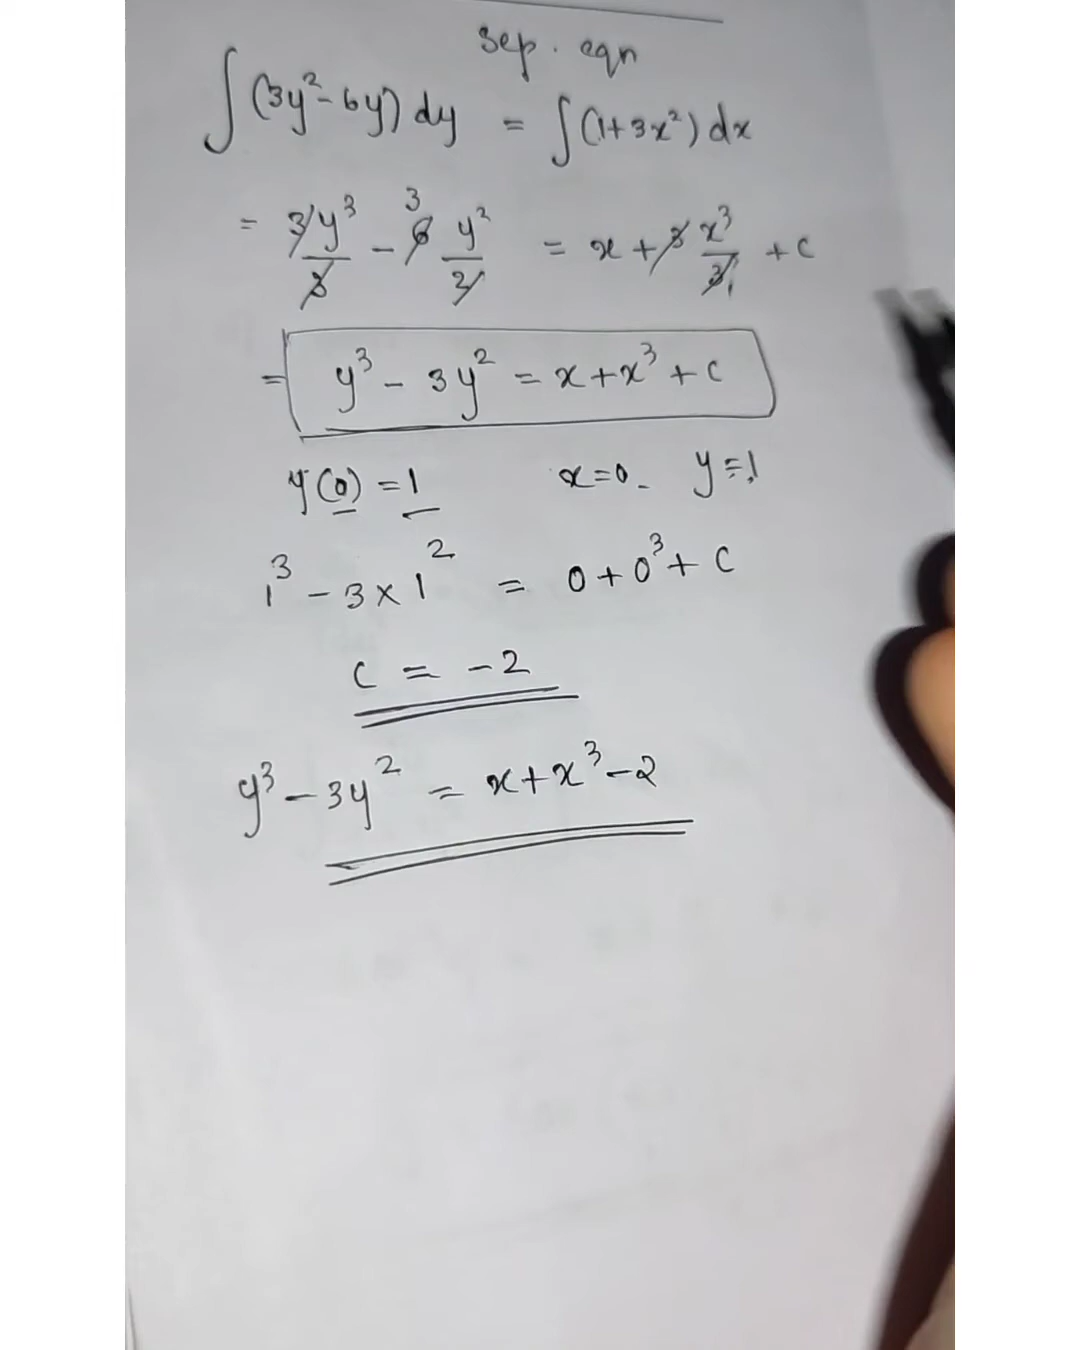 sep. eqn
∫(3y²-6y) dy = ∫(1+3x²) dx
= 3y³/3 - 6 3 y²/2 = x + 3 x³/3 + c
= y³ - 3y² = x + x³ + c
y(0) = 1 x=0 - y=1
1³ - 3×1² = 0 + 0³ + c
c = -2
y³ - 3y² = x + x³ - 2